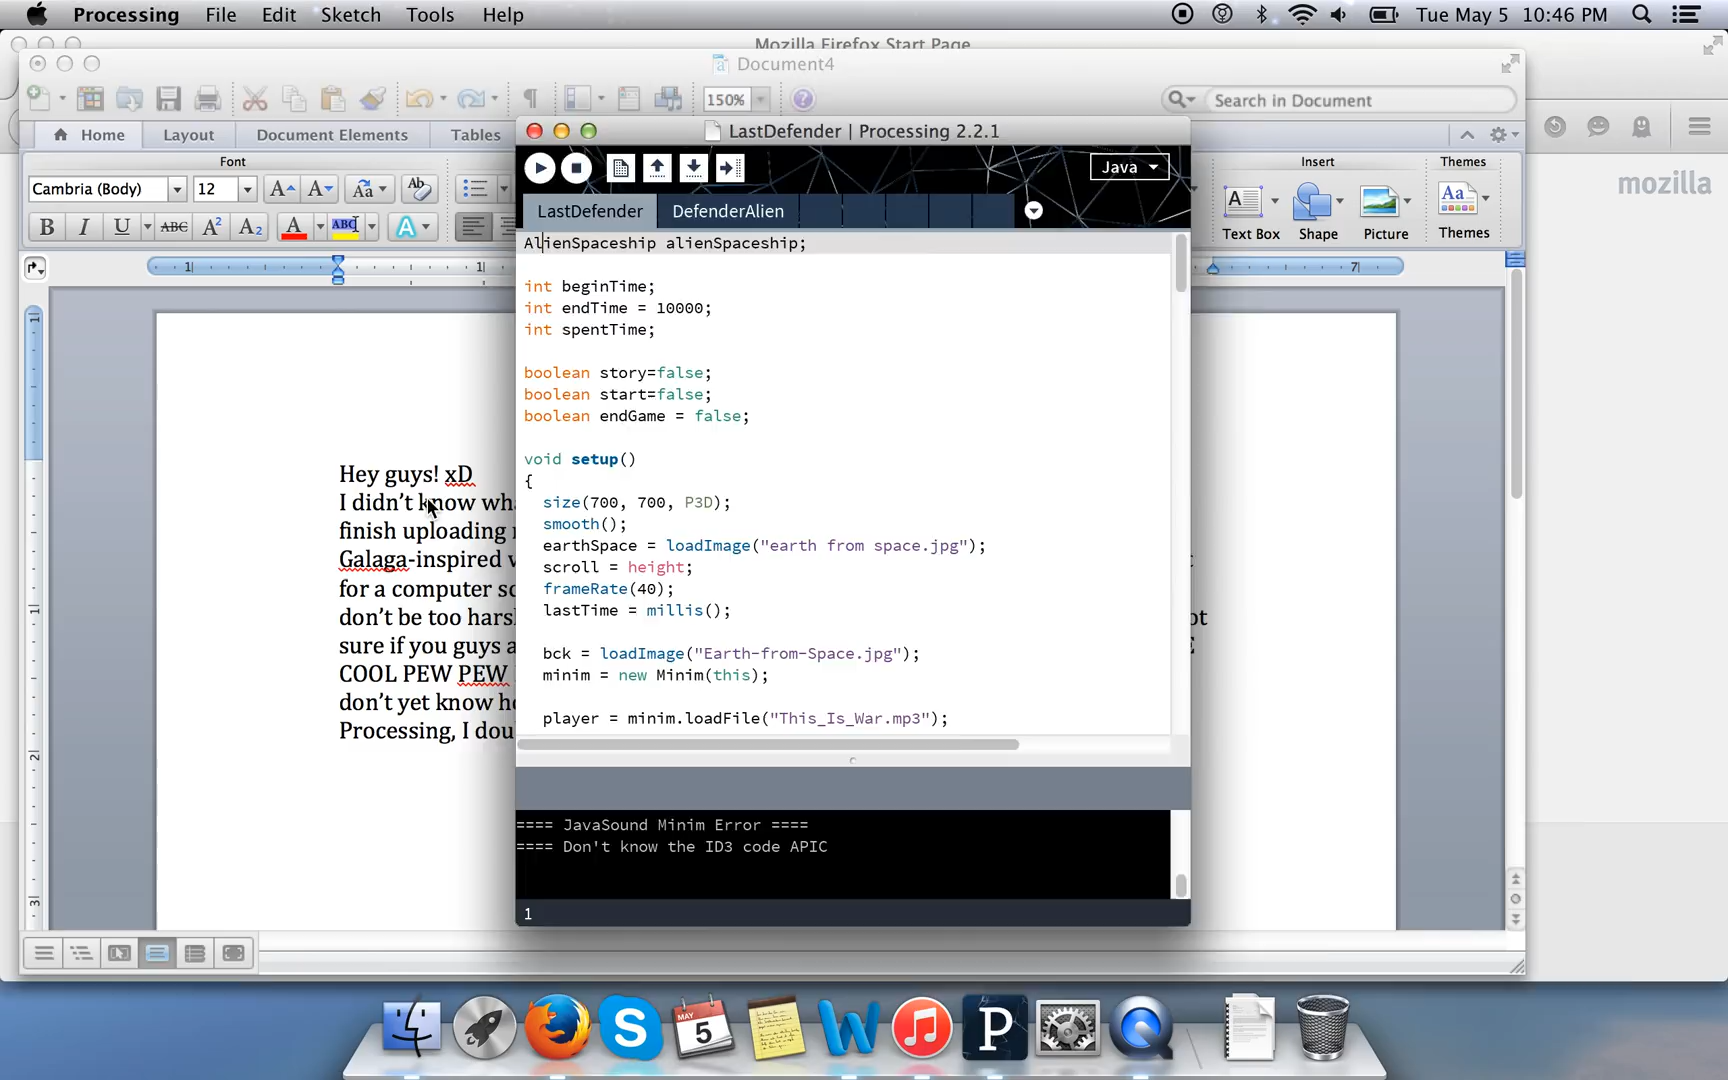 Processing File Edit Sketch Tools Help Tue May 5 10:46 PM
Mozilla Firefox Start Page
Document4
150% Search in Document
Home Layout Document Elements Tables
LastDefender | Processing 2.2.1
Font Insert Themes
Cambria (Body) 12
Java
mozilla
B I U ABC A² A₂ A ABC A
Text Box Shape Picture Themes
LastDefender DefenderAlien
AlienSpaceship alienSpaceship;
int beginTime;
int endTime = 10000;
int spentTime;
boolean story=false;
boolean start=false;
boolean endGame = false;
void setup()
{
size(700, 700, P3D);
smooth();
earthSpace = loadImage("earth from space.jpg");
scroll = height;
frameRate(40);
lastTime = millis();
bck = loadImage("Earth-from-Space.jpg");
minim = new Minim(this);
player = minim.loadFile("This_Is_War.mp3");
==== JavaSound Minim Error ====
==== Don't know the ID3 code APIC
1
Hey guys! xD
I didn't know
finish uploading
Galaga-inspired
for a computer
don't be too
sure if you guys
COOL PEW PEW
don't yet know
Processing, I
MAY
5
P